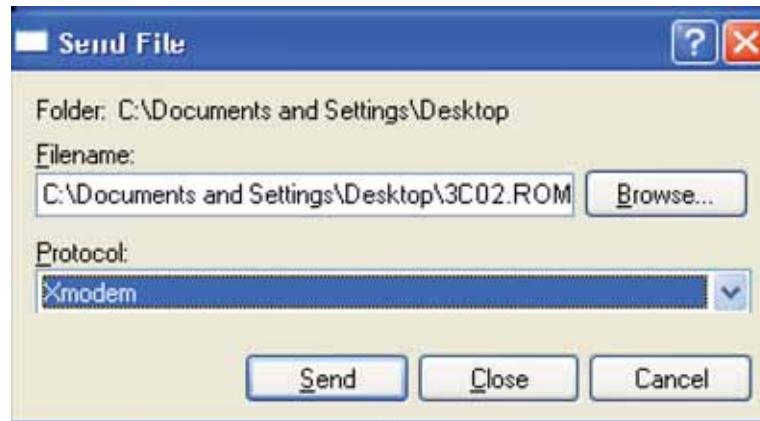 Send File
Folder: C:\Documents and Settings\Desktop
Filename:
C:\Documents and Settings\Desktop\3C02.ROM
Browse...
Protocol:
Xmodem
Send Close Cancel